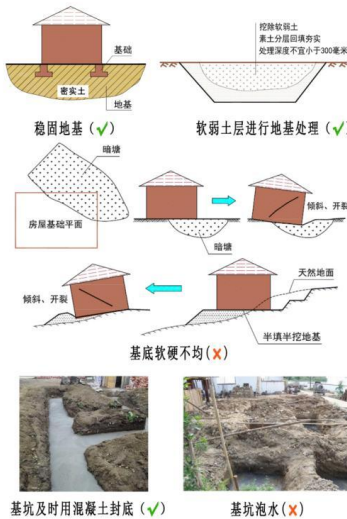 基础
密实土
地基
稳固地基(✓)
挖除软弱土
素土分层回填夯实
处理深度不宜小于300毫米
软弱土层进行地基处理(✓)
暗塘
房屋基础平面
暗塘
倾斜、开裂
倾斜、开裂
天然地面
半填半挖地基
基底软硬不均(×)
基坑及时用混凝土封底(✓)
基坑泡水(×)